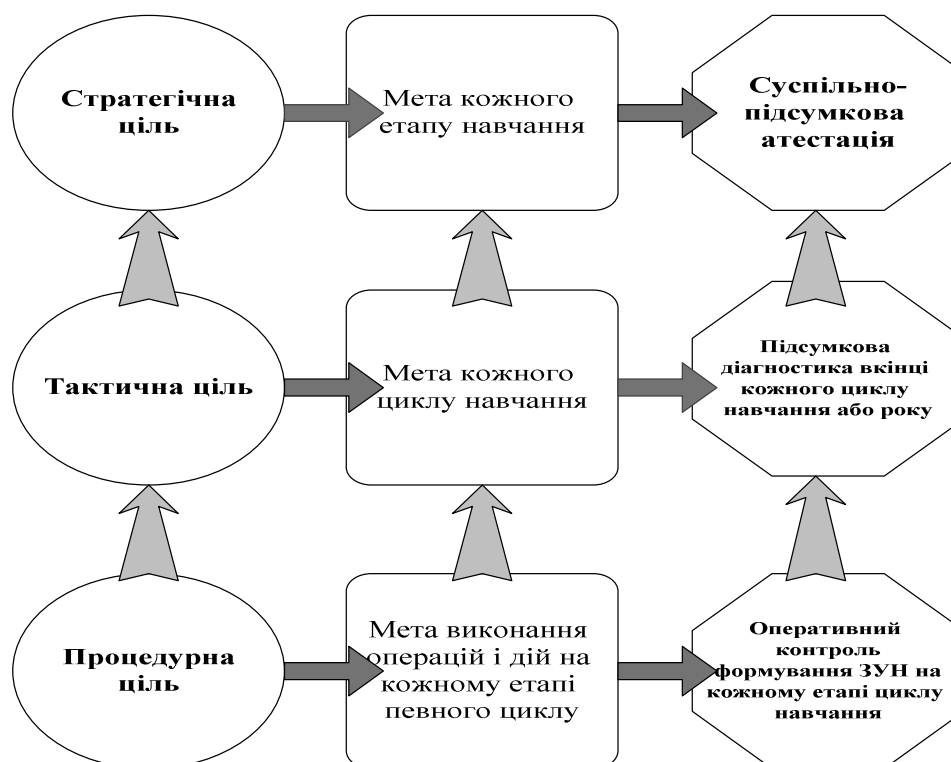 Стратегічна
ціль
Мета кожного
етапу навчання
Суспільно-
підсумкова
атестація
Тактична ціль
Мета кожного
циклу навчання
Підсумкова
діагностика вкінці
кожного циклу
навчання або року
Процедурна
ціль
Мета виконання
операцій і дій на
кожному етапі
певного циклу
Оперативний
контроль
формування ЗУН на
кожному етапі циклу
навчання